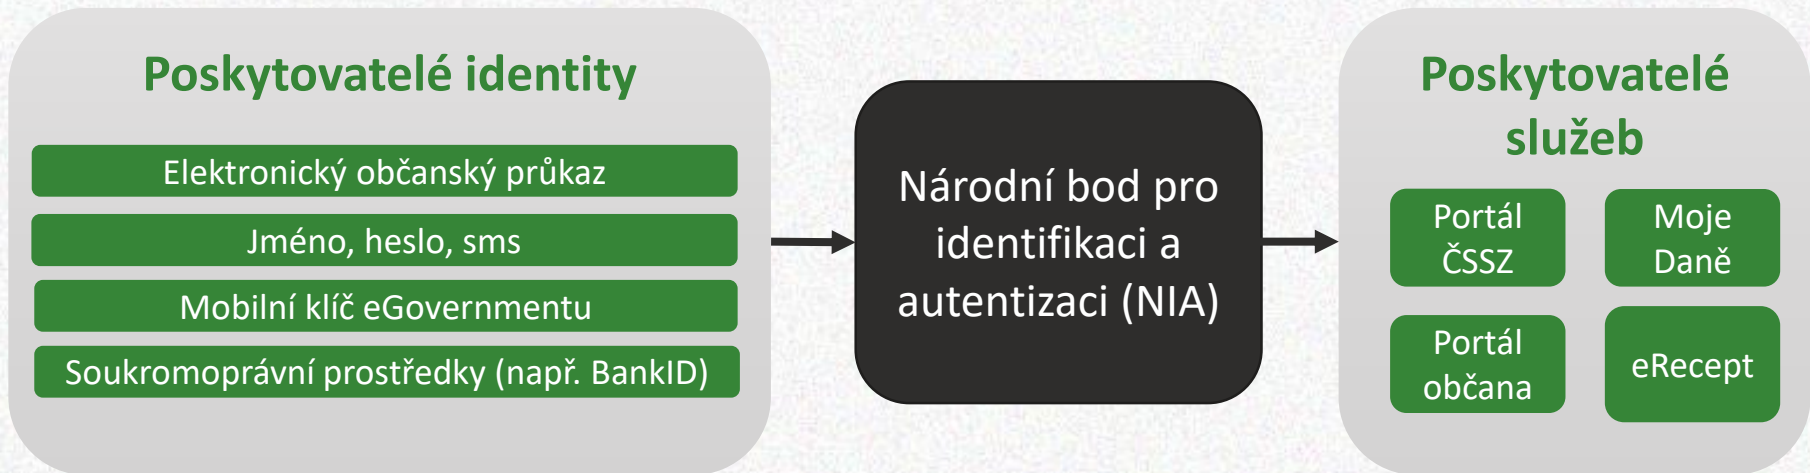 Poskytovatelé identity
Elektronický občanský průkaz
Jméno, heslo, sms
Mobilní klíč eGovernmentu
Soukromoprávní prostředky (např. BankID)
Národní bod pro
identifikaci a
autentizaci (NIA)
Poskytovatelé
služeb
Portál
ČSSZ
Moje
Daně
Portál
občana
eRecept